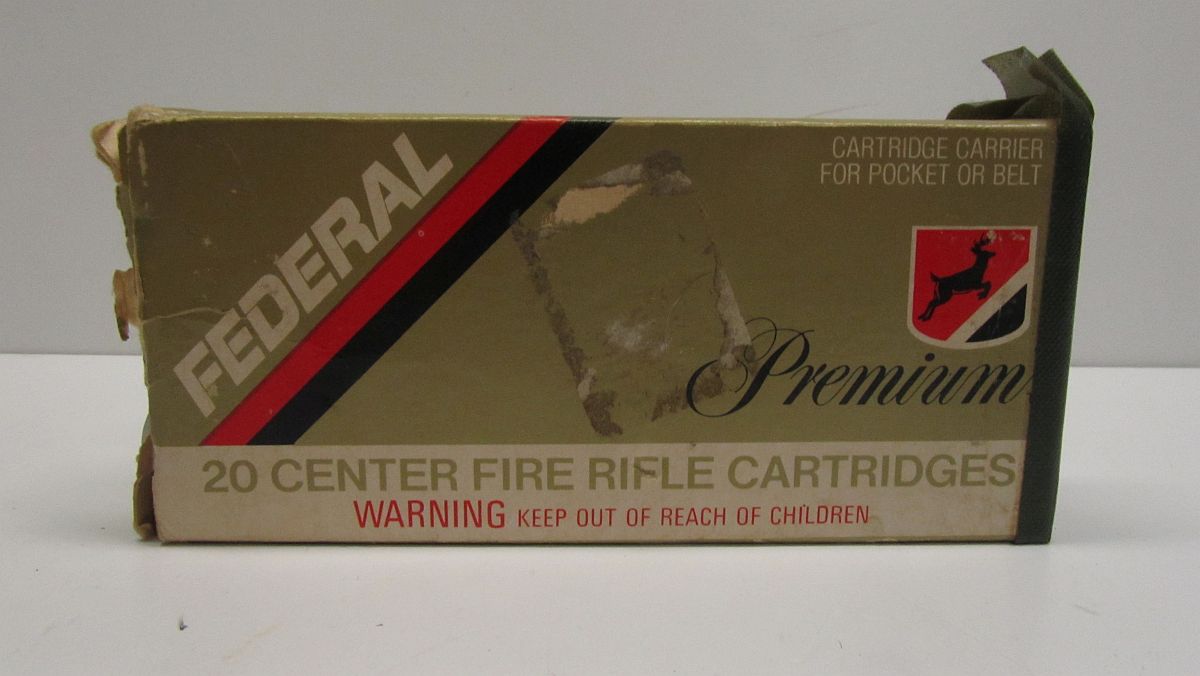 FEDERAL
CARTRIDGE CARRIER
FOR POCKET OR BELT
Premium
20 CENTER FIRE RIFLE CARTRIDGES
WARNING KEEP OUT OF REACH OF CHILDREN